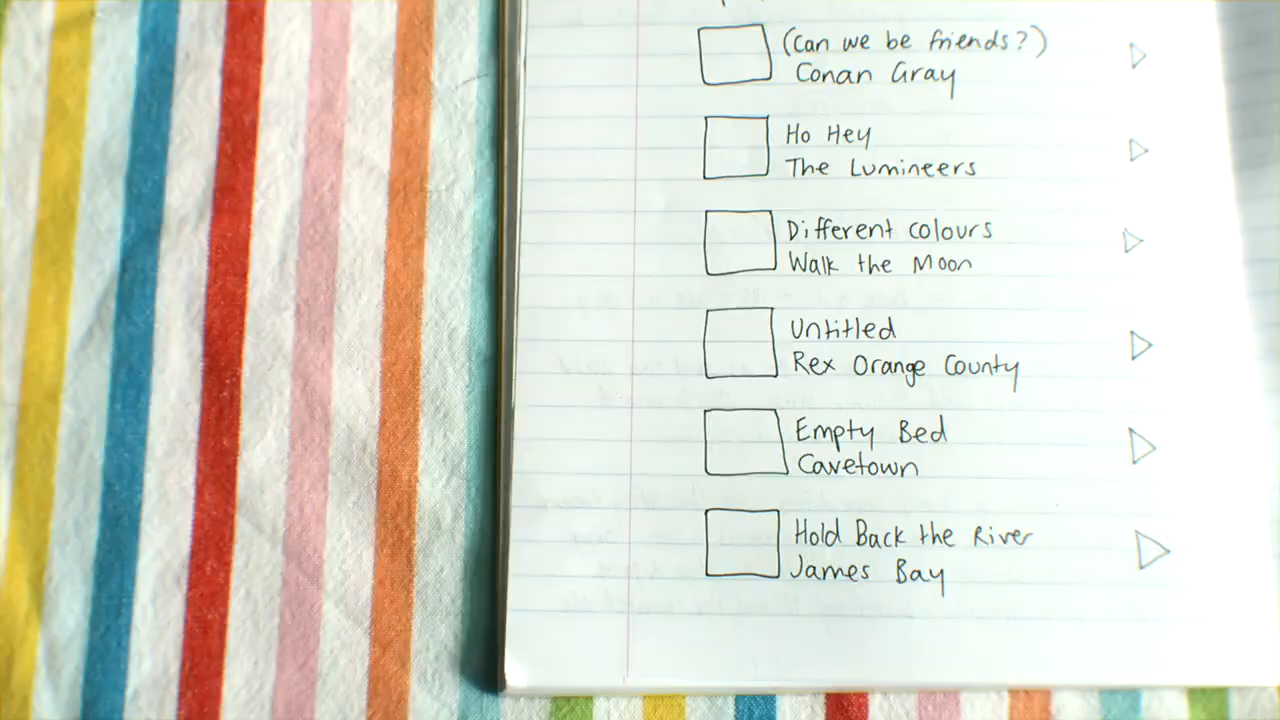 (Can we be friends?)
Conan Gray
Ho Hey
The Lumineers
Different colours
Walk the Moon
Untitled
Rex Orange County
Empty Bed
Cavetown
Hold Back the River
James Bay